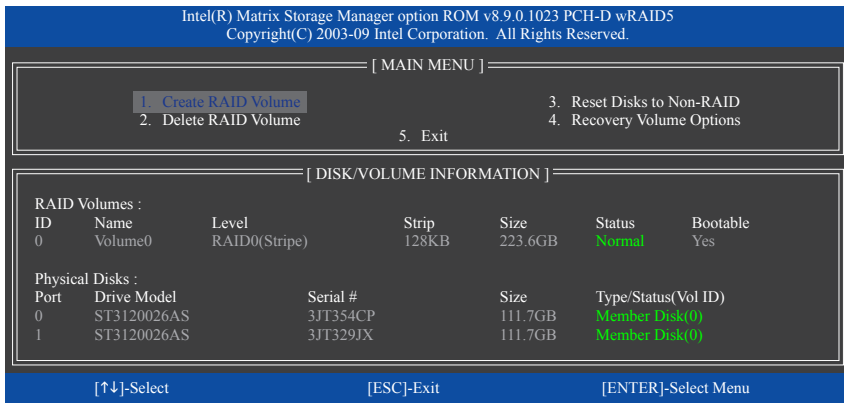 Intel(R) Matrix Storage Manager option ROM v8.9.0.1023 PCH-D wRAID5
Copyright(C) 2003-09 Intel Corporation. All Rights Reserved.
[ MAIN MENU ]
1. Create RAID Volume 3. Reset Disks to Non-RAID
2. Delete RAID Volume 4. Recovery Volume Options
5. Exit
[ DISK/VOLUME INFORMATION ]
RAID Volumes :
ID Name Level Strip Size Status Bootable
0 Volume0 RAID0(Stripe) 128KB 223.6GB Normal Yes
Physical Disks :
Port Drive Model Serial # Size Type/Status(Vol ID)
0 ST3120026AS 3JT354CP 111.7GB Member Disk(0)
1 ST3120026AS 3JT329JX 111.7GB Member Disk(0)
[↑↓]-Select [ESC]-Exit [ENTER]-Select Menu